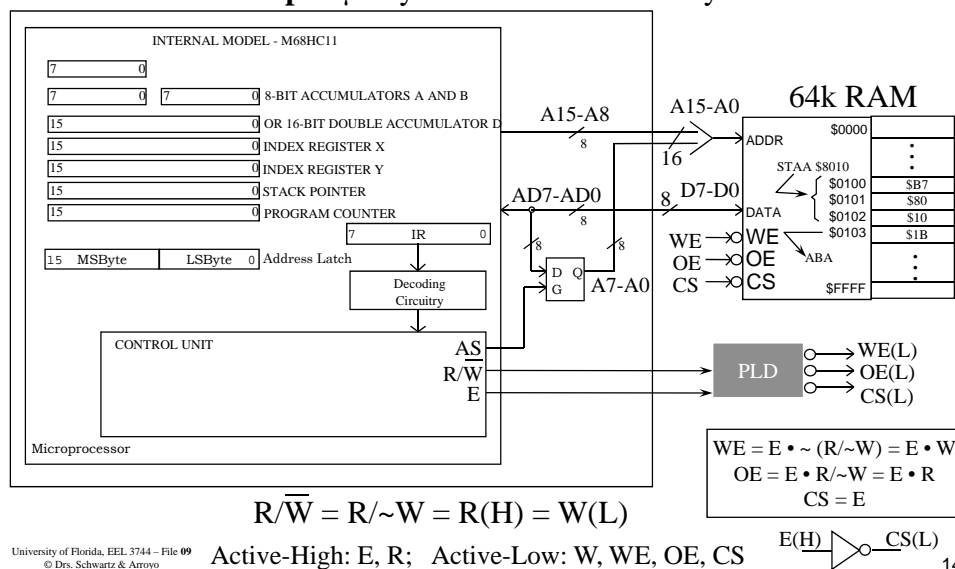 INTERNAL MODEL - M68HC11
7 0
7 0 7 0 8-BIT ACCUMULATORS A AND B
15 0 OR 16-BIT DOUBLE ACCUMULATOR D
15 0 INDEX REGISTER X
15 0 INDEX REGISTER Y
15 0 STACK POINTER
15 0 PROGRAM COUNTER
7 IR 0
15 MSByte LSByte 0 Address Latch
Decoding
Circuitry
CONTROL UNIT
AS
R/W̅
E
Microprocessor
A15-A8
8
A15-A0
16
AD7-AD0
8
D7-D0
8
8
8
D Q
G
A7-A0
64k RAM
ADDR
DATA
WE WE
OE OE
CS CS
$0000
STAA $8010
$0100 $B7
$0101 $80
$0102 $10
$0103 $1B
ABA
$FFFF
PLD
WE(L)
OE(L)
CS(L)
WE = E • ~ (R/~W) = E • W
OE = E • R/~W = E • R
CS = E
R/W̅ = R/~W = R(H) = W(L)
E(H) CS(L)
University of Florida, EEL 3744 – File 09
© Drs. Schwartz & Arroyo
Active-High: E, R; Active-Low: W, WE, OE, CS
14